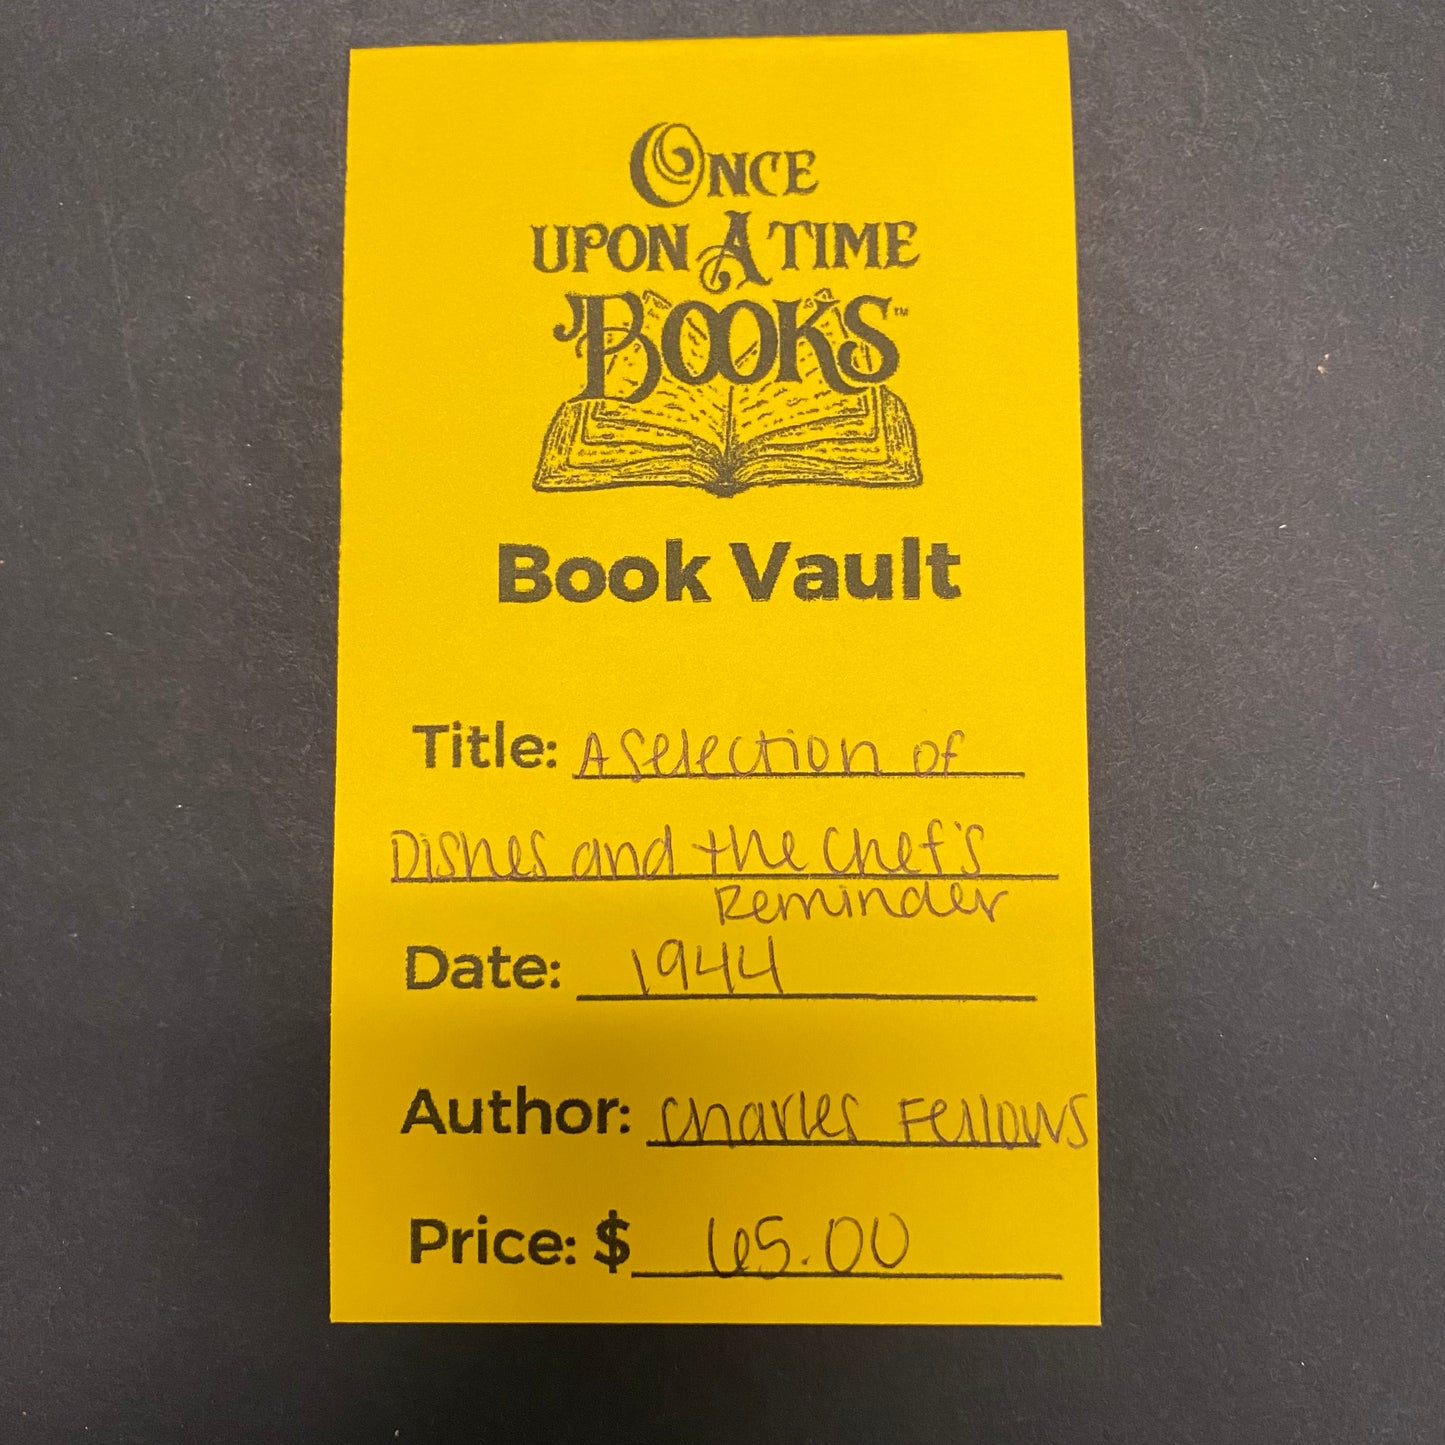 ONCE
UPON A TIME
BOOKS™
Book Vault
Title: A Selection of
Dishes and the Chef's
Reminder
Date: 1944
Author: Charles Fellows
Price: $ 65.00